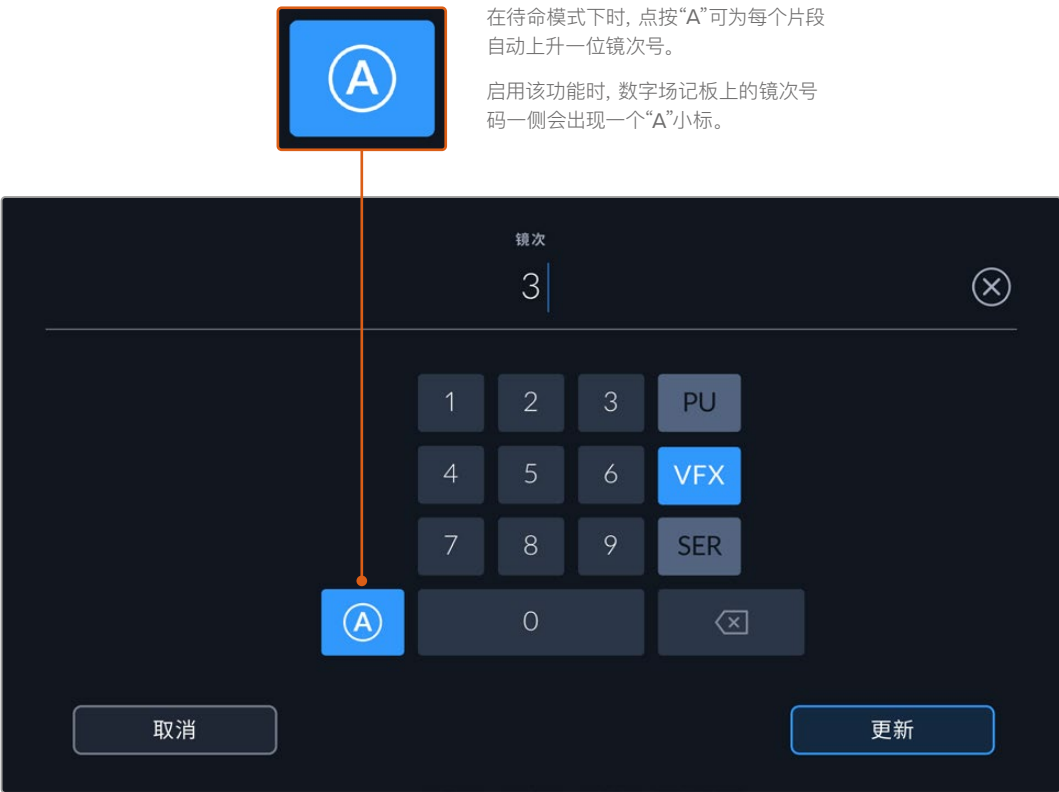 A
在待命模式下时, 点按“A”可为每个片段
自动上升一位镜次号。
启用该功能时, 数字场记板上的镜次号
码一侧会出现一个“A”小标。
镜次
3
1 2 3 PU
4 5 6 VFX
7 8 9 SER
A 0
取消 更新